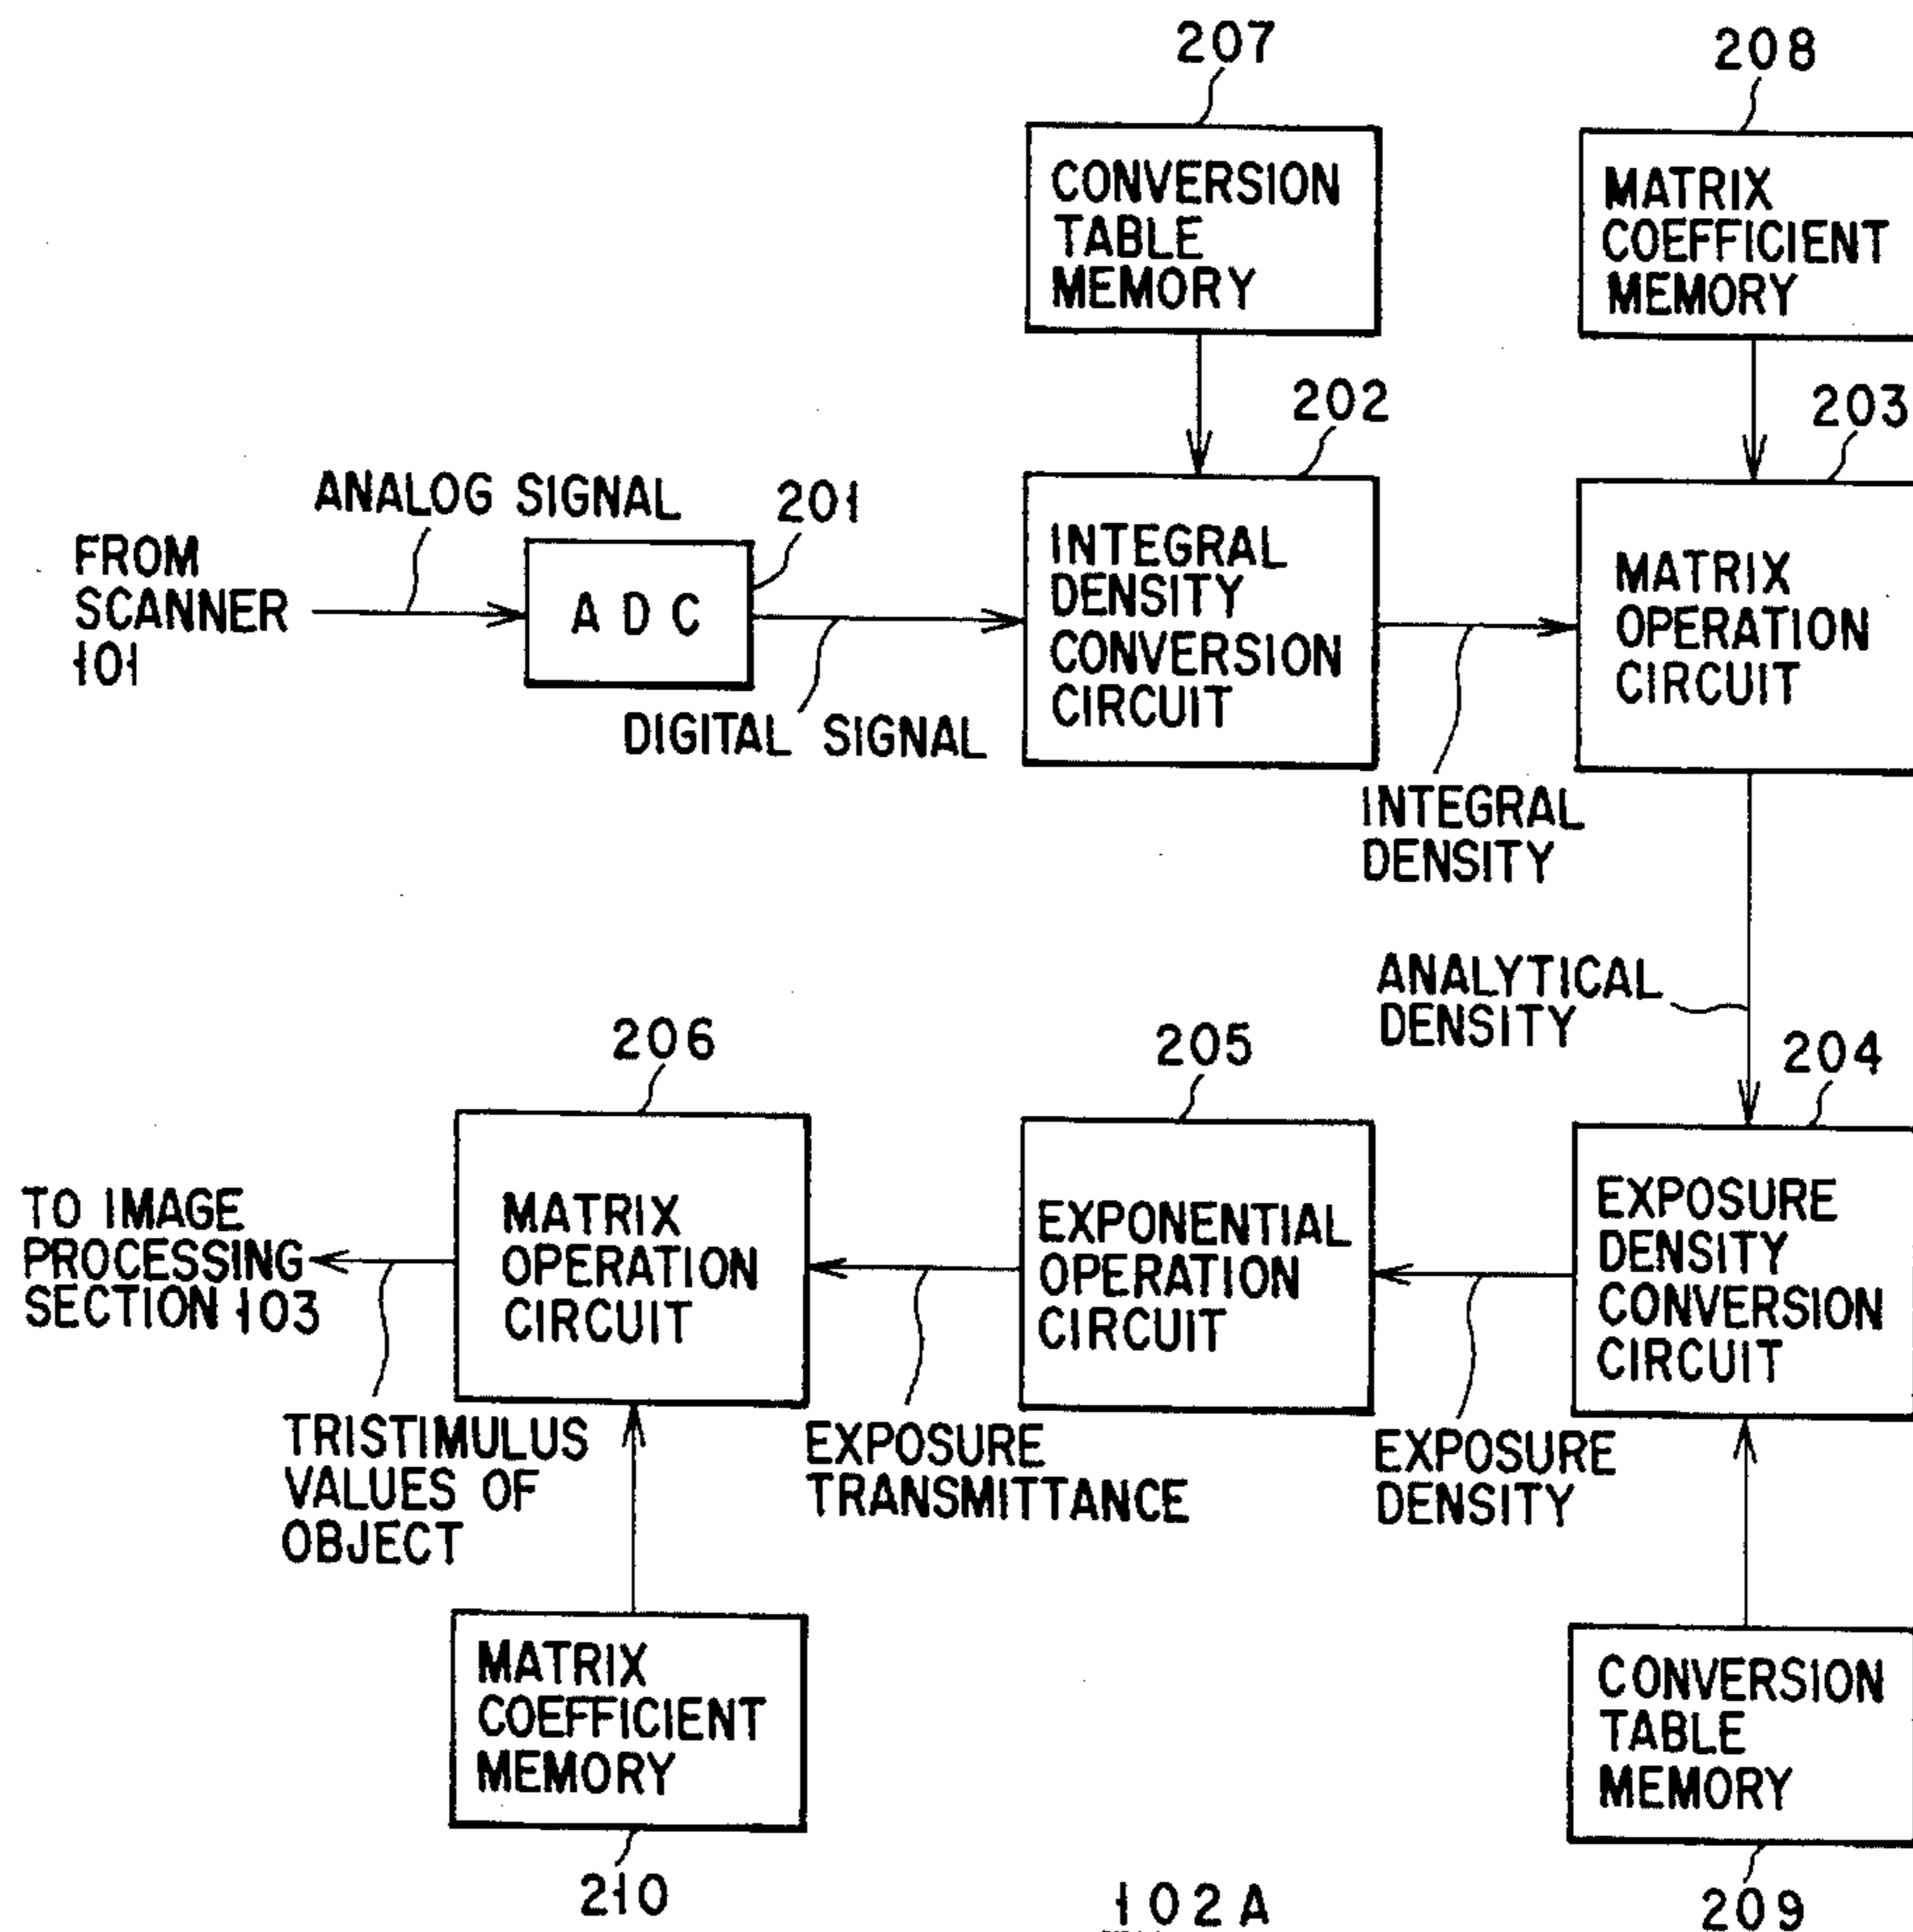 207
208
CONVERSION
TABLE
MEMORY
MATRIX
COEFFICIENT
MEMORY
202
203
ANALOG SIGNAL
201
FROM
SCANNER
101
ADC
DIGITAL SIGNAL
INTEGRAL
DENSITY
CONVERSION
CIRCUIT
MATRIX
OPERATION
CIRCUIT
INTEGRAL
DENSITY
ANALYTICAL
DENSITY
206
205
204
TO IMAGE
PROCESSING
SECTION 103
MATRIX
OPERATION
CIRCUIT
EXPONENTIAL
OPERATION
CIRCUIT
EXPOSURE
DENSITY
CONVERSION
CIRCUIT
TRISTIMULUS
VALUES OF
OBJECT
EXPOSURE
TRANSMITTANCE
EXPOSURE
DENSITY
MATRIX
COEFFICIENT
MEMORY
CONVERSION
TABLE
MEMORY
210
102A
209